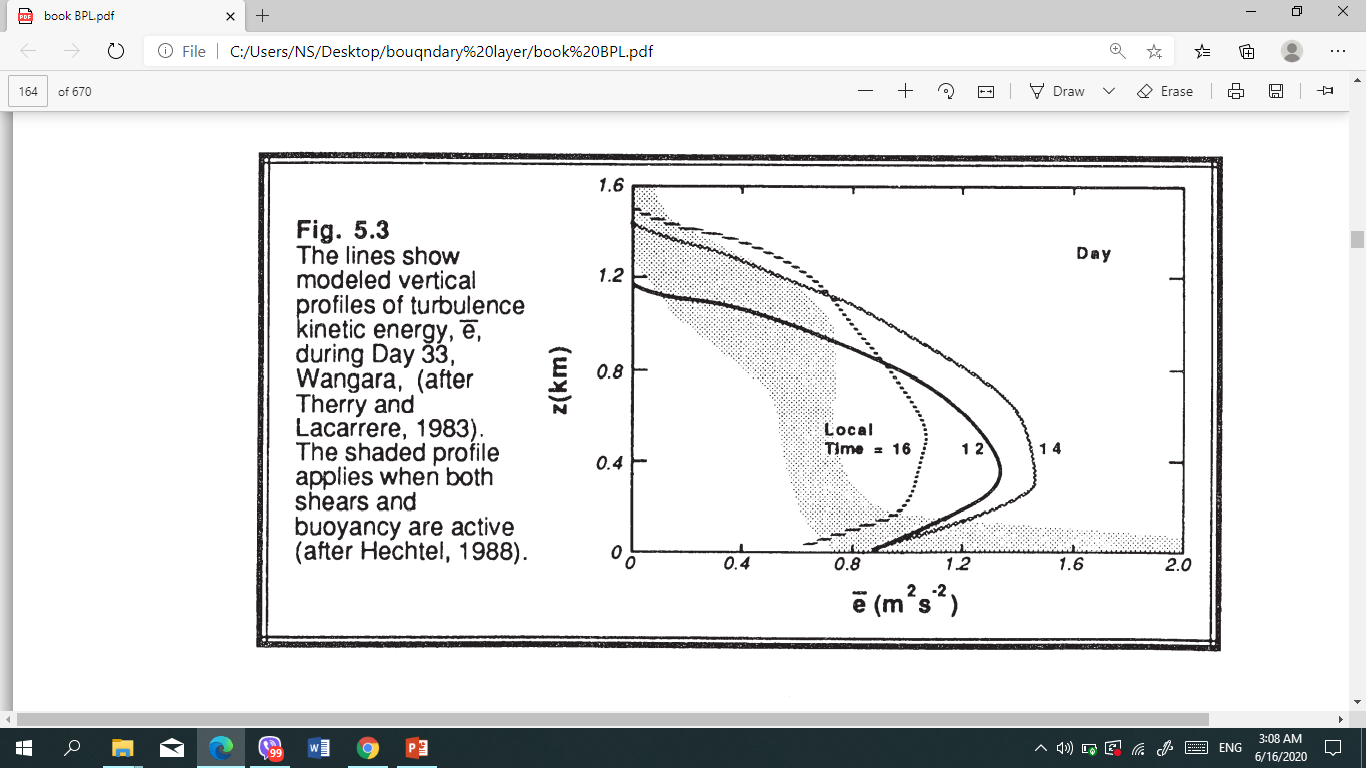 book BPL.pdf
File
C:/Users/NS/Desktop/bouqndary%20layer/book%20BPL.pdf
164
of 670
Draw
Erase
Fig. 5.3
The lines show
modeled vertical
profiles of turbulence
kinetic energy, e̅,
during Day 33,
Wangara, (after
Therry and
Lacarrere, 1983).
The shaded profile
applies when both
shears and
buoyancy are active
(after Hechtel, 1988).
z(km)
1.6
1.2
0.8
0.4
0
Day
Local
Time = 16
12
14
0 0.4 0.8 1.2 1.6 2.0
e̅ (m² s⁻²)
99
ENG
3:08 AM
6/16/2020